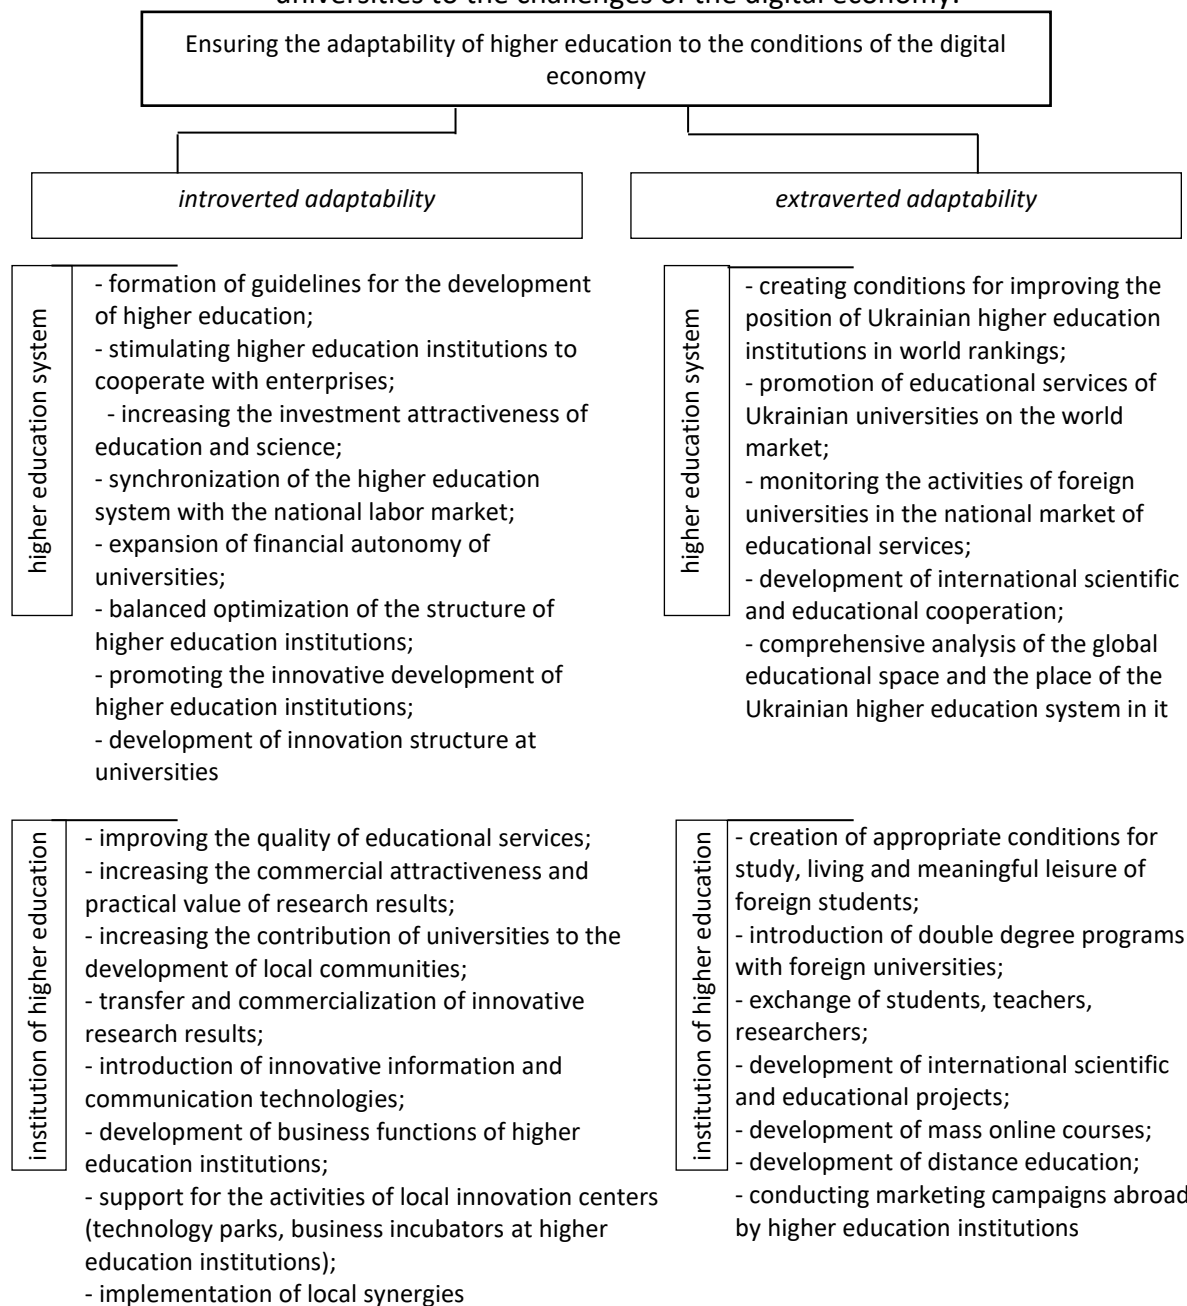 universities to the challenges of the digital economy.
Ensuring the adaptability of higher education to the conditions of the digital
economy
introverted adaptability
extraverted adaptability
higher education system
- formation of guidelines for the development
of higher education;
- stimulating higher education institutions to
cooperate with enterprises;
- increasing the investment attractiveness of
education and science;
- synchronization of the higher education
system with the national labor market;
- expansion of financial autonomy of
universities;
- balanced optimization of the structure of
higher education institutions;
- promoting the innovative development of
higher education institutions;
- development of innovation structure at
universities
higher education system
- creating conditions for improving the
position of Ukrainian higher education
institutions in world rankings;
- promotion of educational services of
Ukrainian universities on the world
market;
- monitoring the activities of foreign
universities in the national market of
educational services;
- development of international scientific
and educational cooperation;
- comprehensive analysis of the global
educational space and the place of the
Ukrainian higher education system in it
institution of higher education
- improving the quality of educational services;
- increasing the commercial attractiveness and
practical value of research results;
- increasing the contribution of universities to the
development of local communities;
- transfer and commercialization of innovative
research results;
- introduction of innovative information and
communication technologies;
- development of business functions of higher
education institutions;
- support for the activities of local innovation centers
(technology parks, business incubators at higher
education institutions);
- implementation of local synergies
institution of higher education
- creation of appropriate conditions for
study, living and meaningful leisure of
foreign students;
- introduction of double degree programs
with foreign universities;
- exchange of students, teachers,
researchers;
- development of international scientific
and educational projects;
- development of mass online courses;
- development of distance education;
- conducting marketing campaigns abroad
by higher education institutions